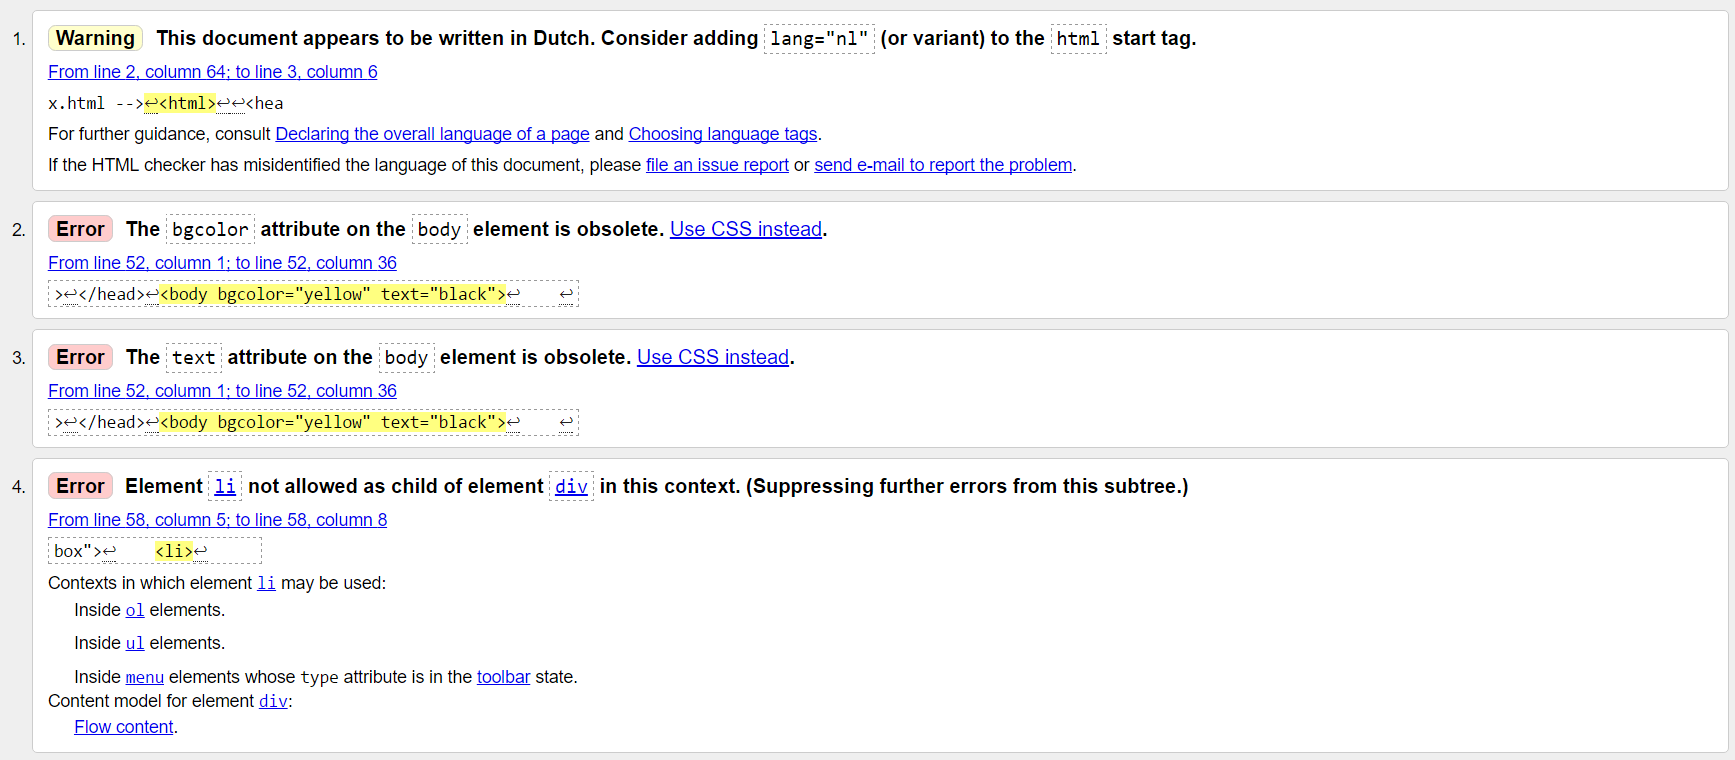 1. Warning This document appears to be written in Dutch. Consider adding lang="nl" (or variant) to the html start tag.
From line 2, column 64; to line 3, column 6
x.html -->↩<html>↩↩<hea
For further guidance, consult Declaring the overall language of a page and Choosing language tags.
If the HTML checker has misidentified the language of this document, please file an issue report or send e-mail to report the problem.
2. Error The bgcolor attribute on the body element is obsolete. Use CSS instead.
From line 52, column 1; to line 52, column 36
>↩</head>↩<body bgcolor="yellow" text="black">↩    ↩
3. Error The text attribute on the body element is obsolete. Use CSS instead.
From line 52, column 1; to line 52, column 36
>↩</head>↩<body bgcolor="yellow" text="black">↩    ↩
4. Error Element li not allowed as child of element div in this context. (Suppressing further errors from this subtree.)
From line 58, column 5; to line 58, column 8
box">↩    <li>↩
Contexts in which element li may be used:
Inside ol elements.
Inside ul elements.
Inside menu elements whose type attribute is in the toolbar state.
Content model for element div:
Flow content.